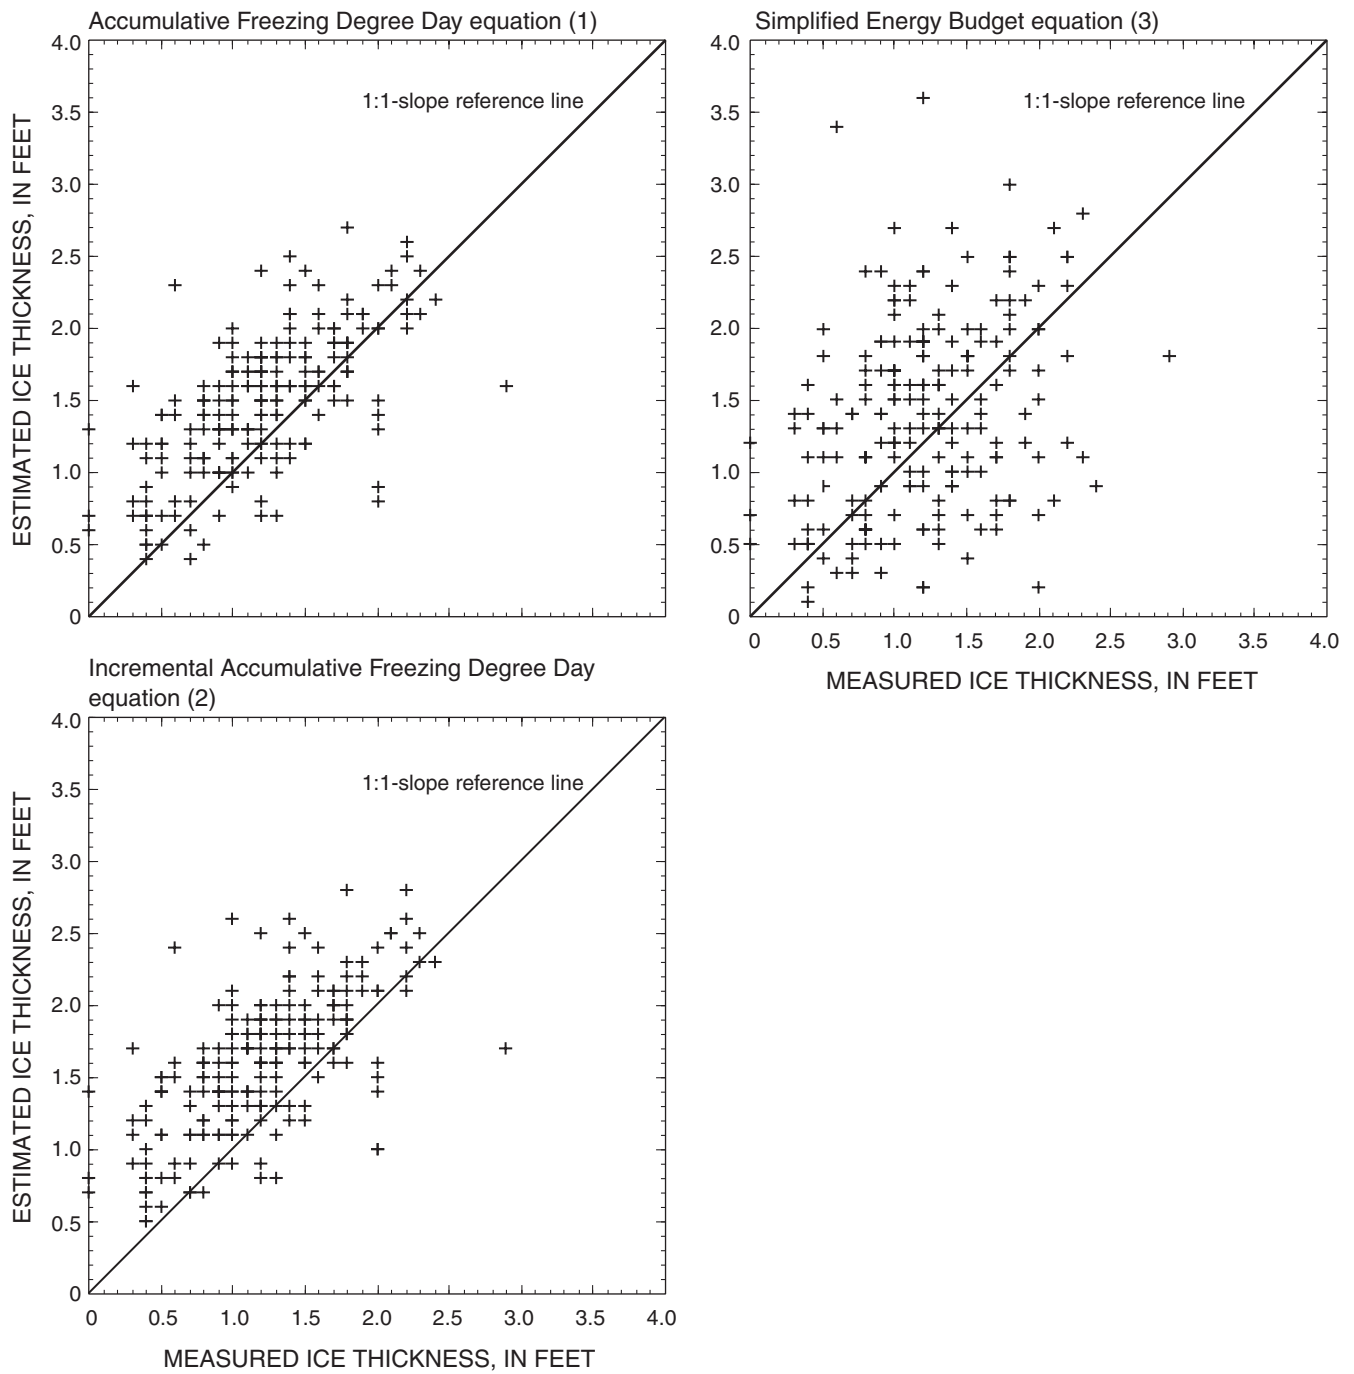 Accumulative Freezing Degree Day equation (1)
4.0
3.5
3.0
2.5
2.0
1.5
1.0
0.5
0
ESTIMATED ICE THICKNESS, IN FEET
1:1-slope reference line
Simplified Energy Budget equation (3)
4.0
3.5
3.0
2.5
2.0
1.5
1.0
0.5
0
1:1-slope reference line
0 0.5 1.0 1.5 2.0 2.5 3.0 3.5 4.0
MEASURED ICE THICKNESS, IN FEET
Incremental Accumulative Freezing Degree Day
equation (2)
4.0
3.5
3.0
2.5
2.0
1.5
1.0
0.5
0
ESTIMATED ICE THICKNESS, IN FEET
1:1-slope reference line
0 0.5 1.0 1.5 2.0 2.5 3.0 3.5 4.0
MEASURED ICE THICKNESS, IN FEET